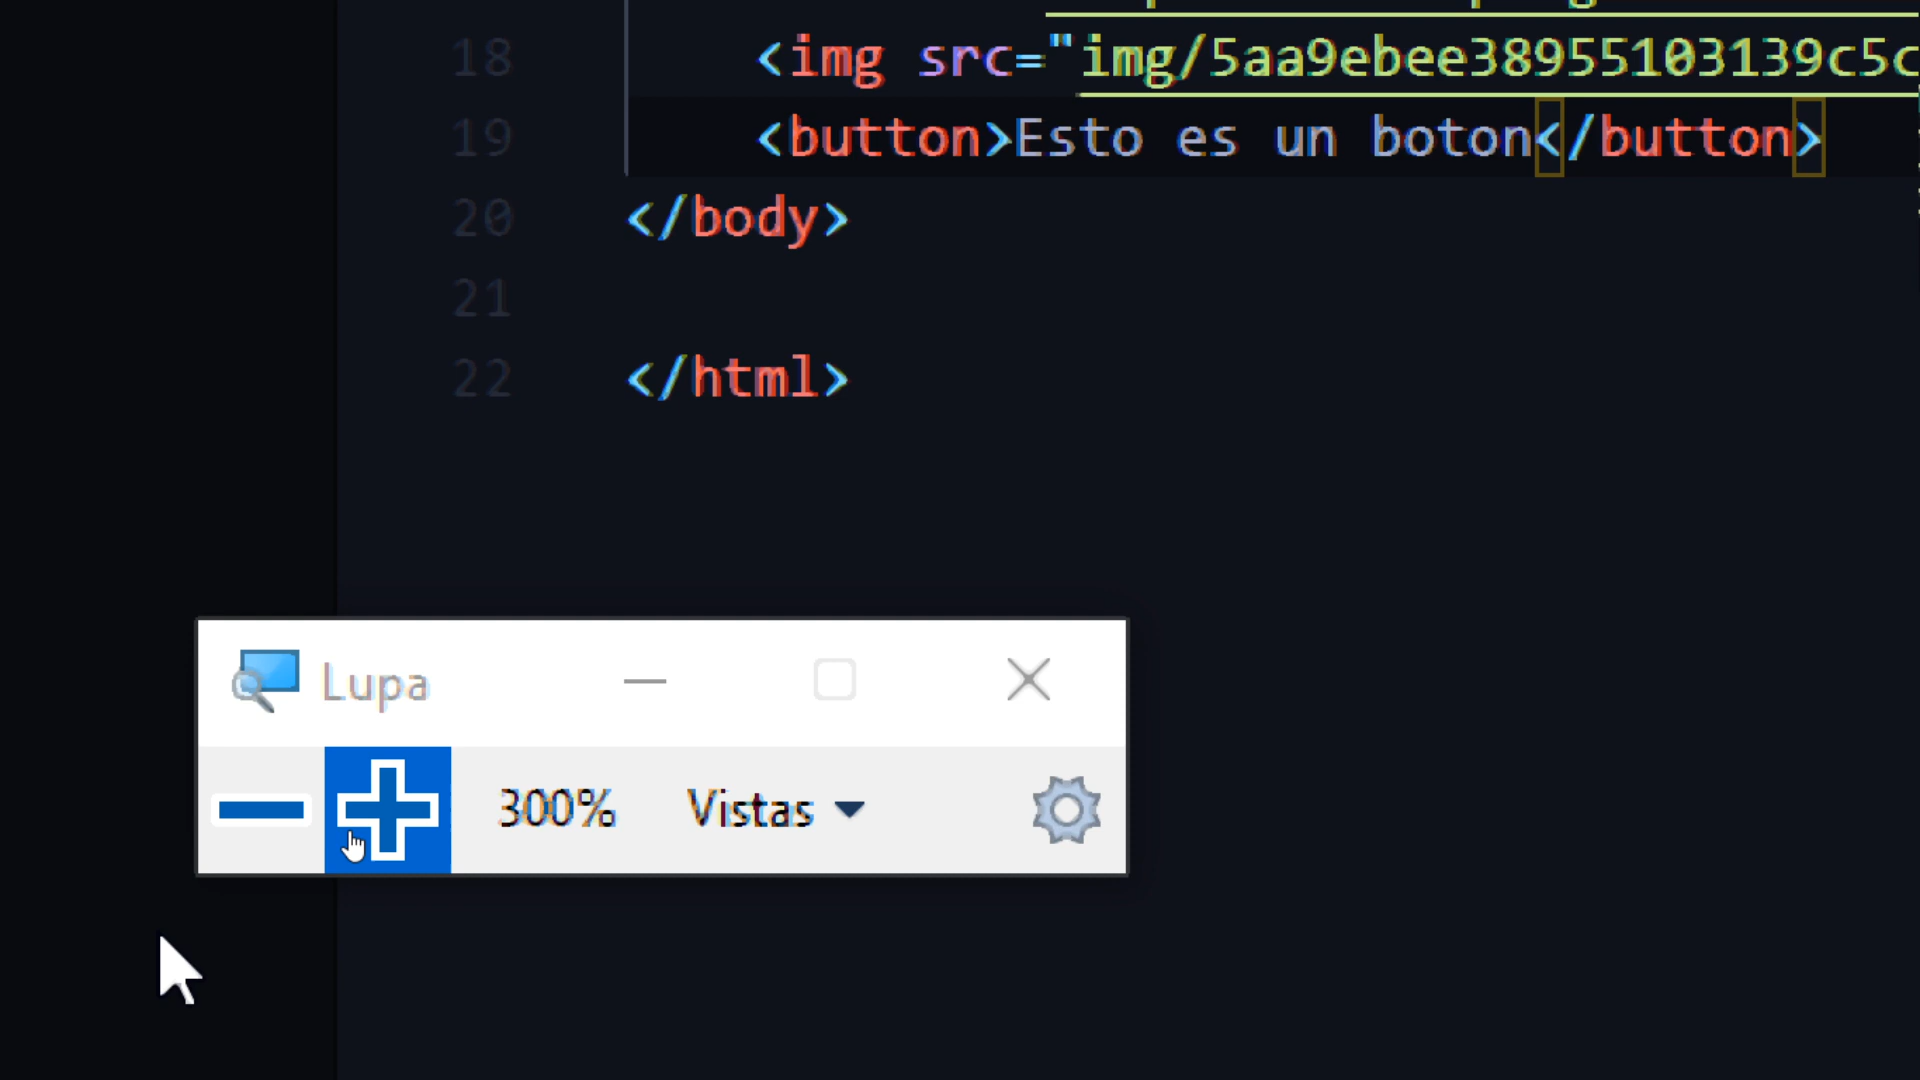 18 <img src="img/5aa9ebee38955103139c5c
19 <button>Esto es un boton</button>
20 </body>
21
22 </html>
Lupa
300% Vistas